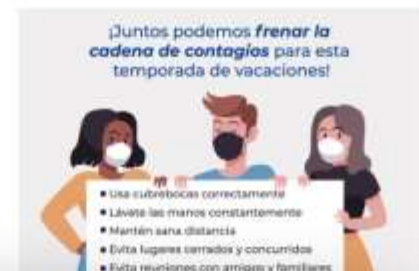 ¡Juntos podemos frenar la
cadena de contagios para esta
temporada de vacaciones!
• Usa cubrebocas correctamente
• Lávate las manos constantemente
• Mantén sana distancia
• Evita lugares cerrados y concurridos
• Evita reuniones con amigos y familiares